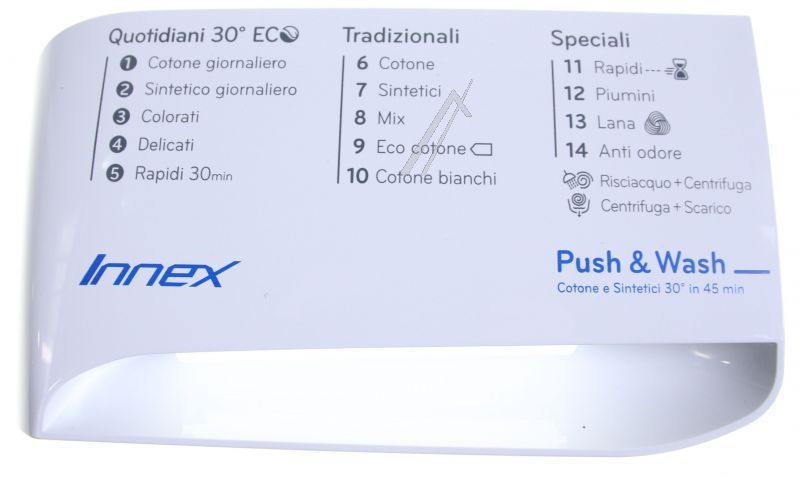 Quotidiani 30° ECO
1 Cotone giornaliero
2 Sintetico giornaliero
3 Colorati
4 Delicati
5 Rapidi 30min
Tradizionali
6 Cotone
7 Sintetici
8 Mix
9 Eco cotone
10 Cotone bianchi
Speciali
11 Rapidi---
12 Piumini
13 Lana
14 Anti odore
Risciacquo + Centrifuga
Centrifuga + Scarico
Innex
Push & Wash
Cotone e Sintetici 30° in 45 min